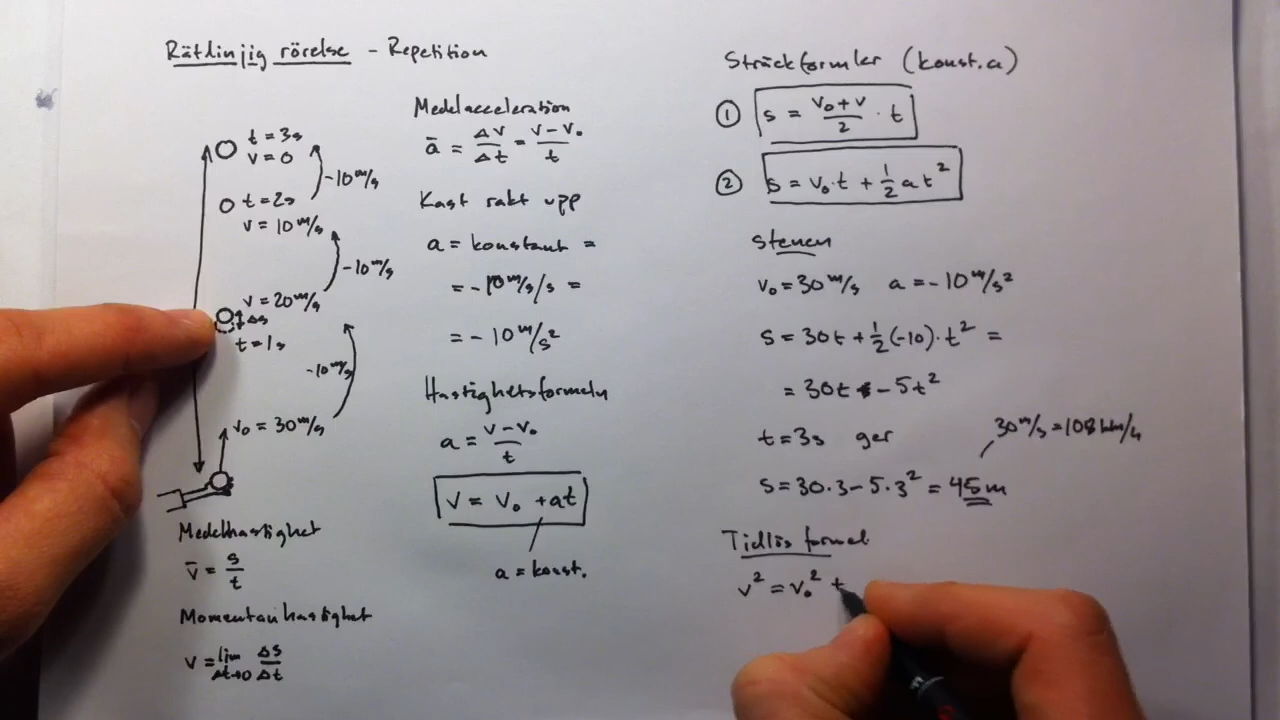 Rätlinjig rörelse - Repetition
t = 3s
v = 0
-10 m/s
t = 2s
v = 10 m/s
-10 m/s
v = 20 m/s
Δs
t = 1s
-10 m/s
v₀ = 30 m/s
Medelhastighet
v̄ = s/t
Momentanhastighet
v = lim Δt→0 Δs/Δt
Medelacceleration
ā = Δv/Δt = v-v₀/t
Kast rakt upp
a = konstant =
= -10 m/s/s =
= -10 m/s²
Hastighetsformeln
a = v-v₀/t
v = v₀ + at
a = konst.
Sträckformler (konst. a)
① s = v₀+v/2 · t
② s = v₀·t + 1/2 at²
Stenen
v₀ = 30 m/s a = -10 m/s²
s = 30t + 1/2(-10)·t² =
= 30t - 5t²
t = 3s ger
30 m/s = 108 km/h
s = 30·3 - 5·3² = 45 m
Tidlös formel
v² = v₀² +